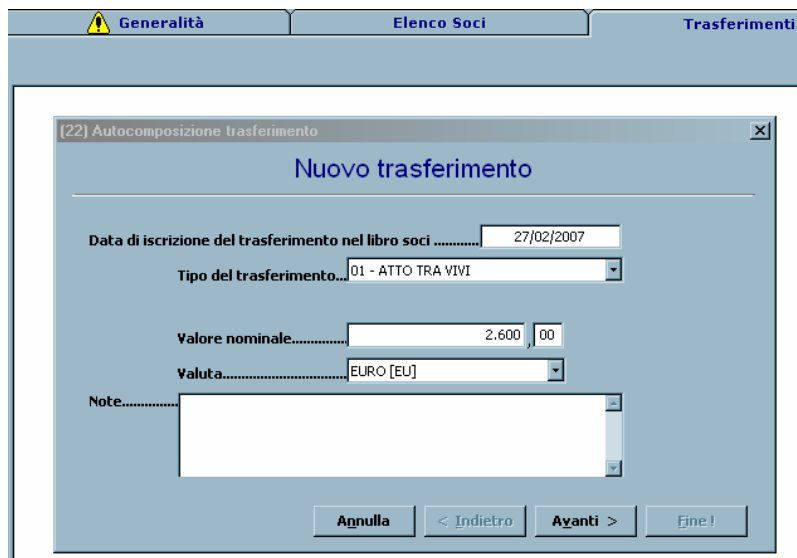 Generalità Elenco Soci Trasferimenti
(22) Autocomposizione trasferimento
Nuovo trasferimento
Data di iscrizione del trasferimento nel libro soci ........... 27/02/2007
Tipo del trasferimento... 01 - ATTO TRA VIVI
Valore nominale.............. 2.600 , 00
Valuta............................... EURO [EU]
Note..............
Annulla < Indietro Avanti > Fine !